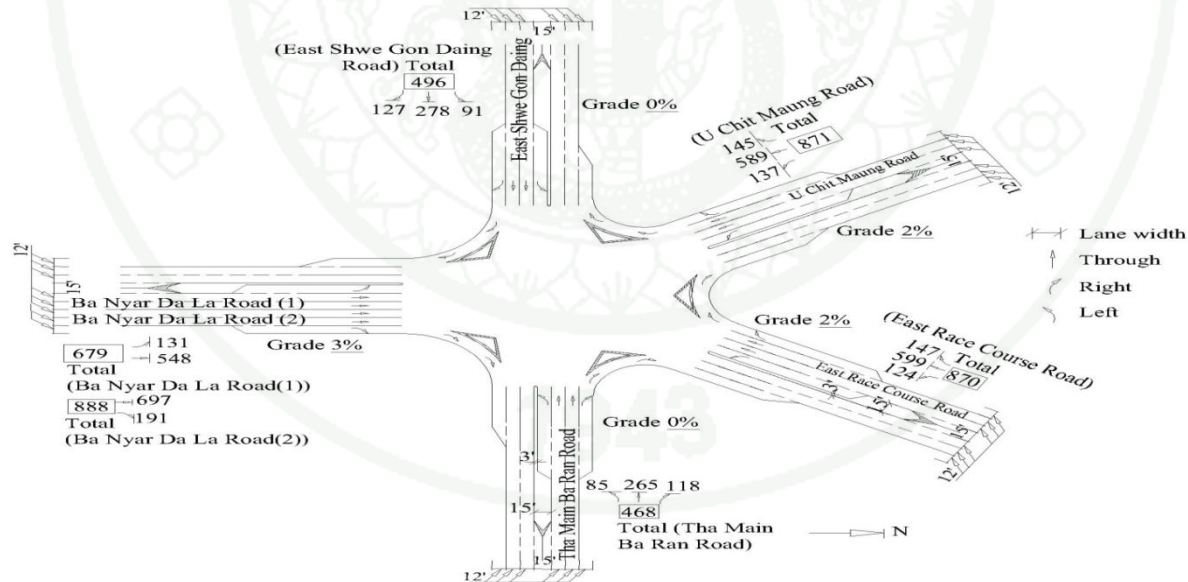 12'
15'
(East Shwe Gon Daing
Road) Total
496
127 278 91
East Shwe Gon Daing
Grade 0%
(U Chit Maung Road)
Total
145
871
589
137
U Chit Maung Road
15'
12'
Grade 2%
Lane width
Through
Right
Left
12'
15'
Ba Nyar Da La Road (1)
Ba Nyar Da La Road (2)
Grade 3%
131
679
548
Total
(Ba Nyar Da La Road(1))
888
697
191
Total
(Ba Nyar Da La Road(2))
Grade 2%
(East Race Course Road)
147 Total
599
870
124
East Race Course Road
3'
15'
15'
12'
Grade 0%
Tha Main Ba Ran Road
3'
15'
15'
12'
85 265 118
468
Total (Tha Main
Ba Ran Road)
N
1943